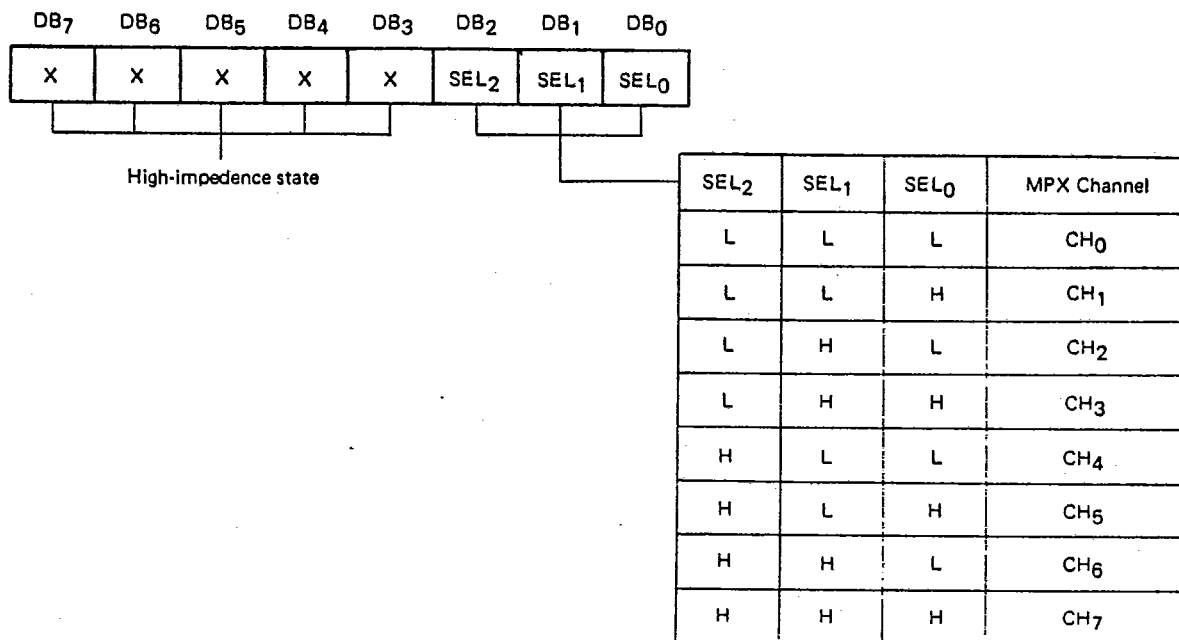 DB7 DB6 DB5 DB4 DB3 DB2 DB1 DB0
X X X X X SEL2 SEL1 SEL0
High-impedence state
SEL2 SEL1 SEL0 MPX Channel
L L L CH0
L L H CH1
L H L CH2
L H H CH3
H L L CH4
H L H CH5
H H L CH6
H H H CH7